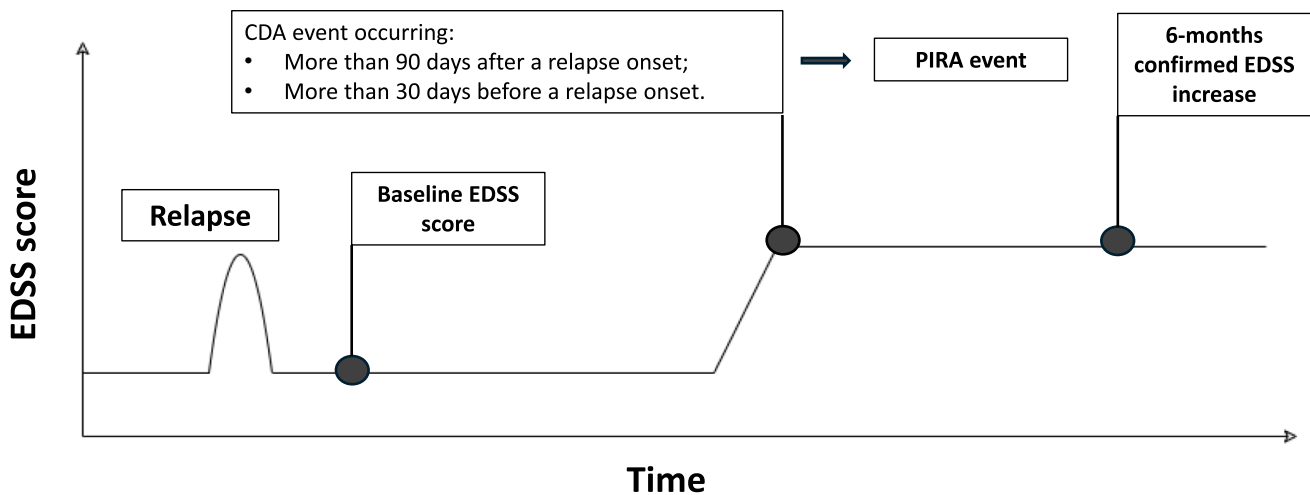 CDA event occurring:
• More than 90 days after a relapse onset;
• More than 30 days before a relapse onset.
PIRA event
6-months
confirmed EDSS
increase
Relapse
Baseline EDSS
score
EDSS score
Time